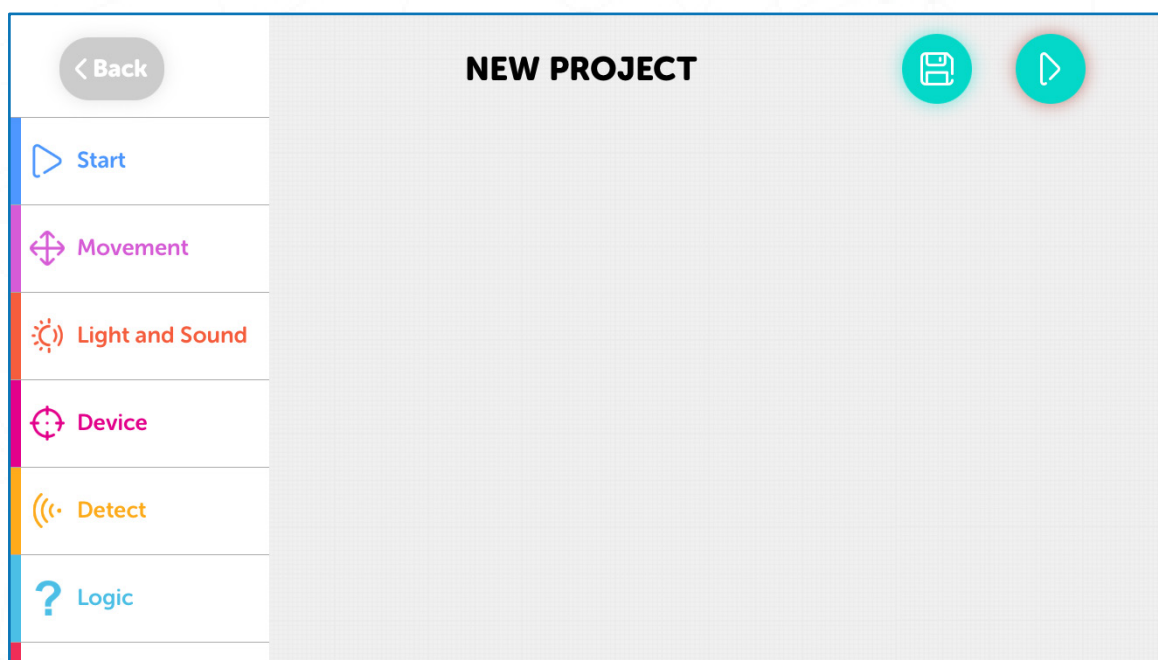 Back
NEW PROJECT
Start
Movement
Light and Sound
Device
Detect
Logic